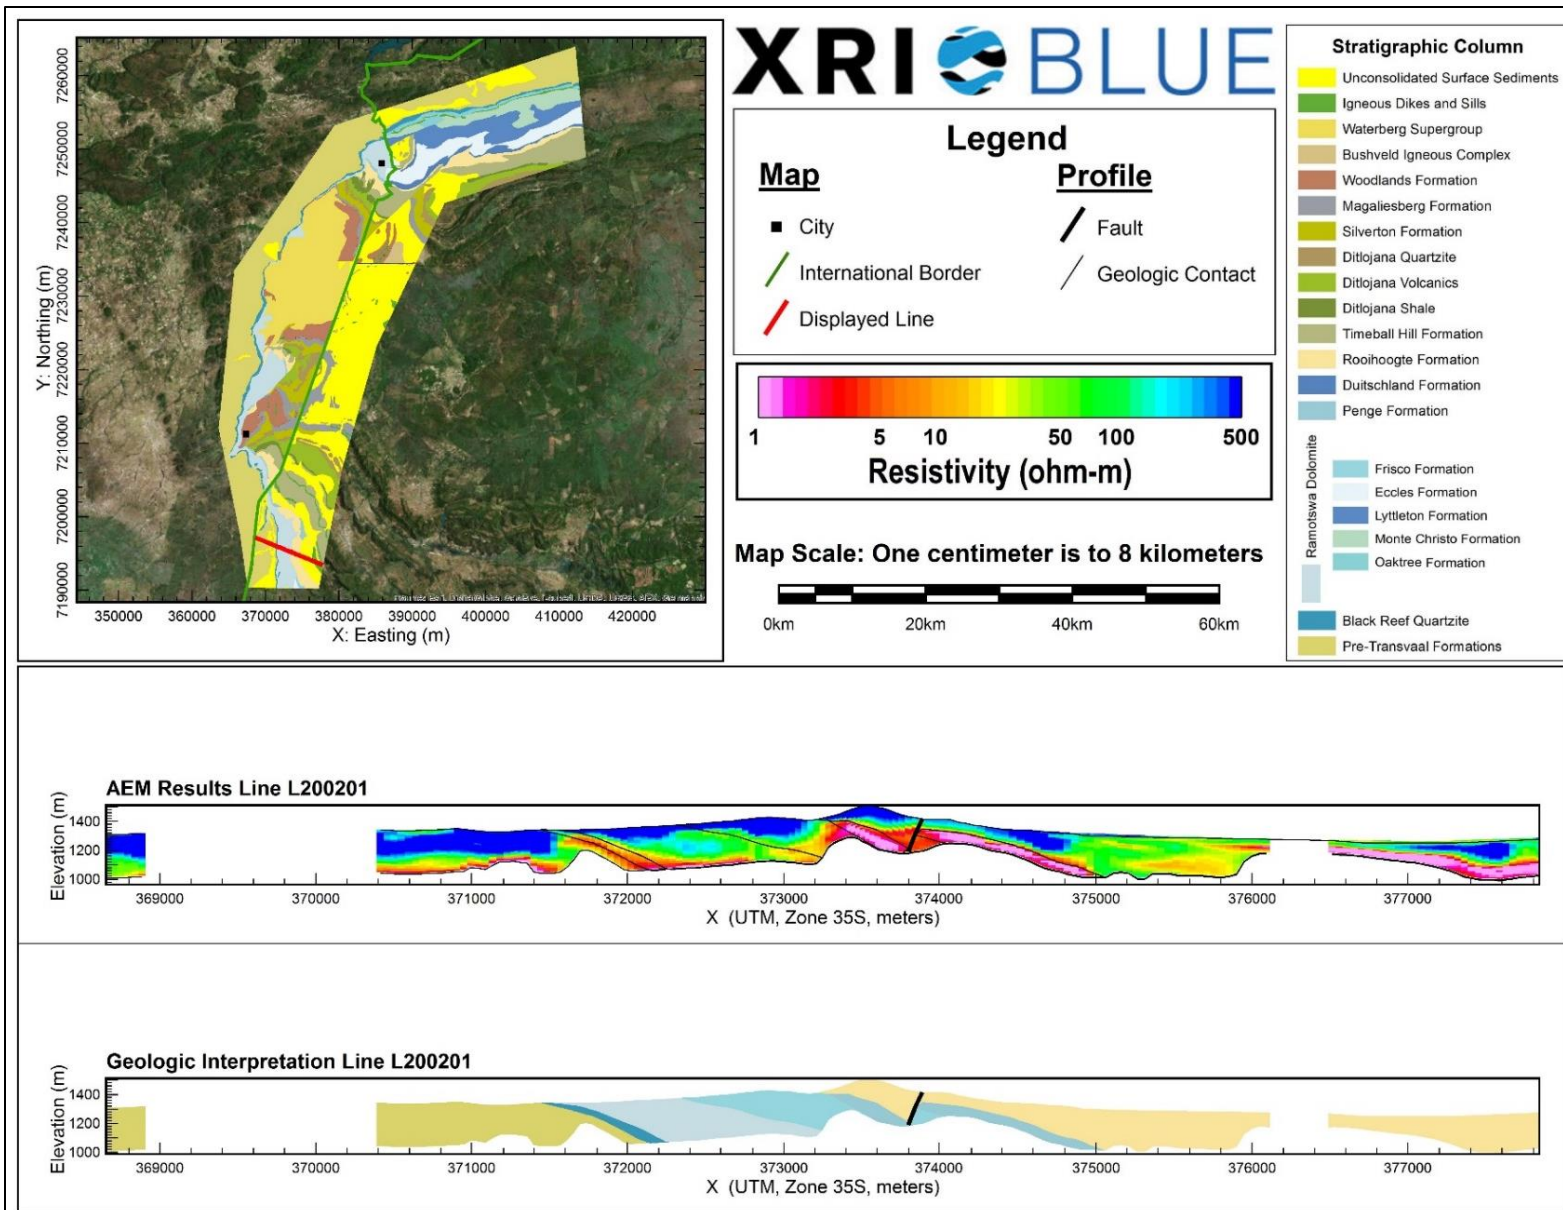 7260000
7250000
7240000
7230000
7220000
7210000
7200000
7190000
Y: Northing (m)
350000 360000 370000 380000 390000 400000 410000 420000
X: Easting (m)
XRI BLUE
Legend
Map
City
International Border
Displayed Line
Profile
Fault
Geologic Contact
1 5 10 50 100 500
Resistivity (ohm-m)
Map Scale: One centimeter is to 8 kilometers
0km 20km 40km 60km
Stratigraphic Column
Unconsolidated Surface Sediments
Igneous Dikes and Sills
Waterberg Supergroup
Bushveld Igneous Complex
Woodlands Formation
Magaliesberg Formation
Silverton Formation
Ditlojana Quartzite
Ditlojana Volcanics
Ditlojana Shale
Timeball Hill Formation
Rooihoogte Formation
Duitschland Formation
Penge Formation
Ramotswa Dolomite
Frisco Formation
Eccles Formation
Lyttleton Formation
Monte Christo Formation
Oaktree Formation
Black Reef Quartzite
Pre-Transvaal Formations
AEM Results Line L200201
Elevation (m)
1400
1200
1000
369000 370000 371000 372000 373000 374000 375000 376000 377000
X (UTM, Zone 35S, meters)
Geologic Interpretation Line L200201
Elevation (m)
1400
1200
1000
369000 370000 371000 372000 373000 374000 375000 376000 377000
X (UTM, Zone 35S, meters)